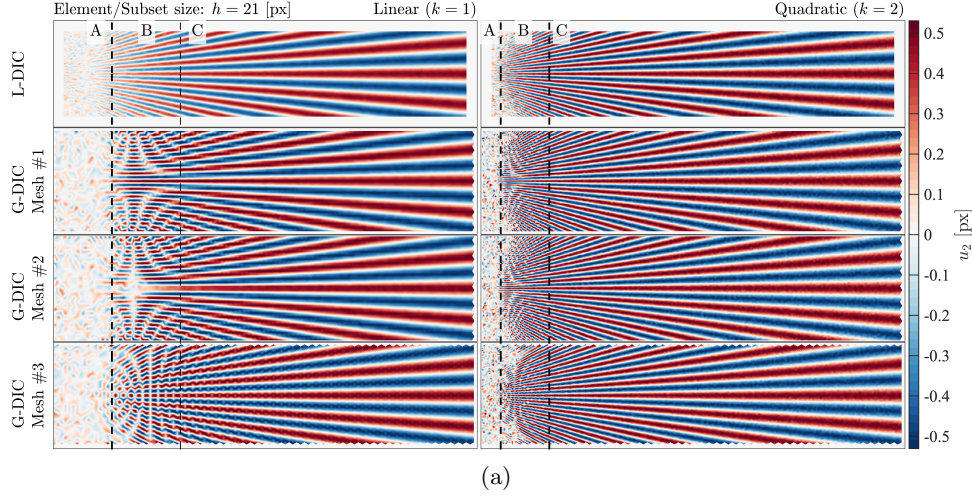 Element/Subset size: h = 21 [px]
Linear (k = 1)
Quadratic (k = 2)
A B C
A B C
L-DIC
G-DIC
Mesh #1
G-DIC
Mesh #2
G-DIC
Mesh #3
0.5
0.4
0.3
0.2
0.1
0
-0.1
-0.2
-0.3
-0.4
-0.5
u₂ [px]
(a)